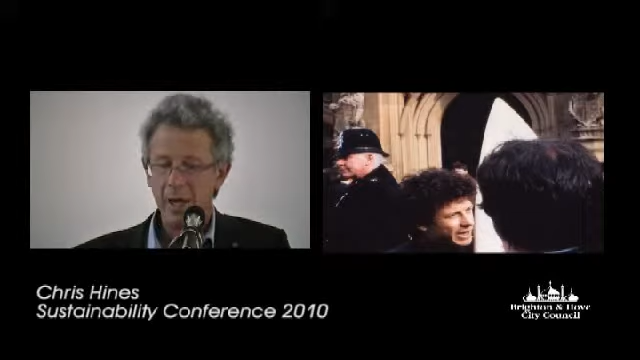 Chris Hines
Sustainability Conference 2010
Brighton & Hove
City Council